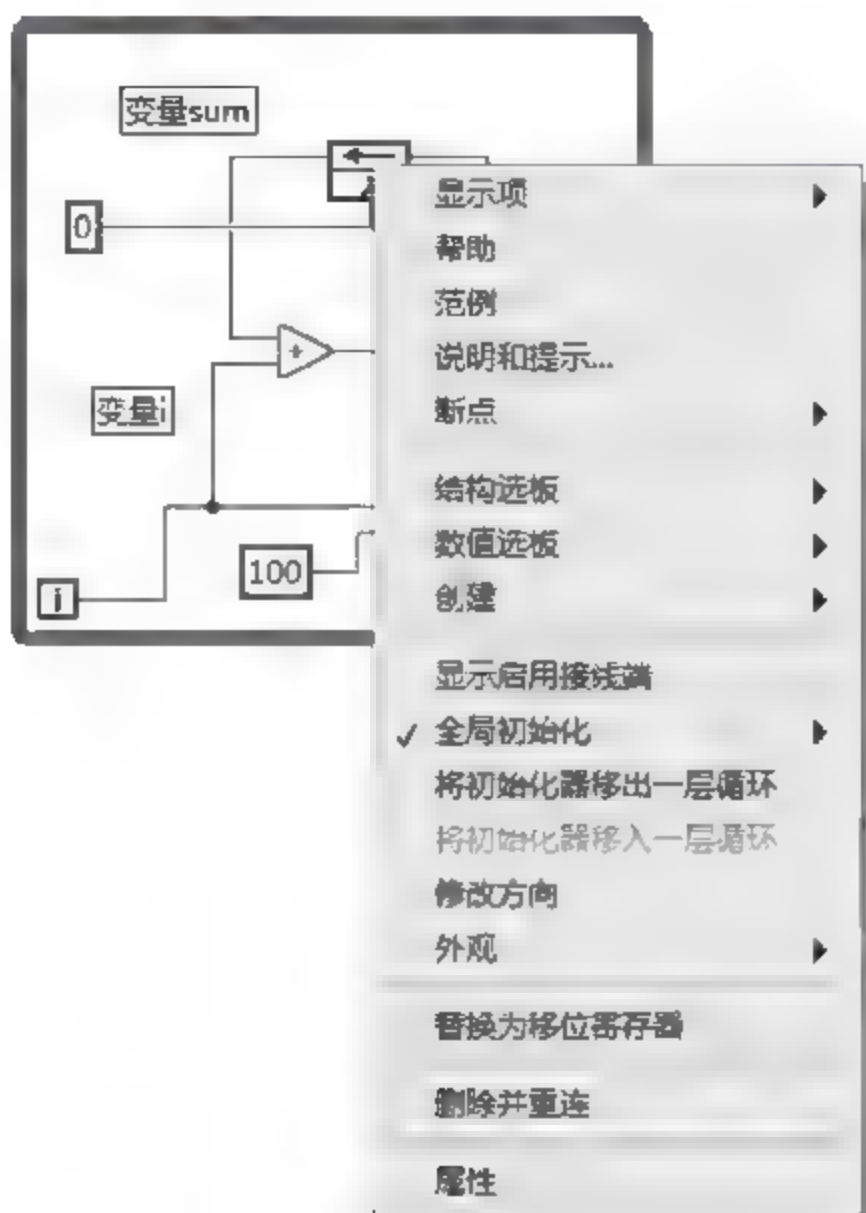 变量sum
0
+
变量i
100
i
显示项
帮助
范例
说明和提示...
断点
结构选板
数值选板
创建
显示启用接线端
✓ 全局初始化
将初始化器移出一层循环
将初始化器移入一层循环
修改方向
外观
替换为移位寄存器
删除并重连
属性